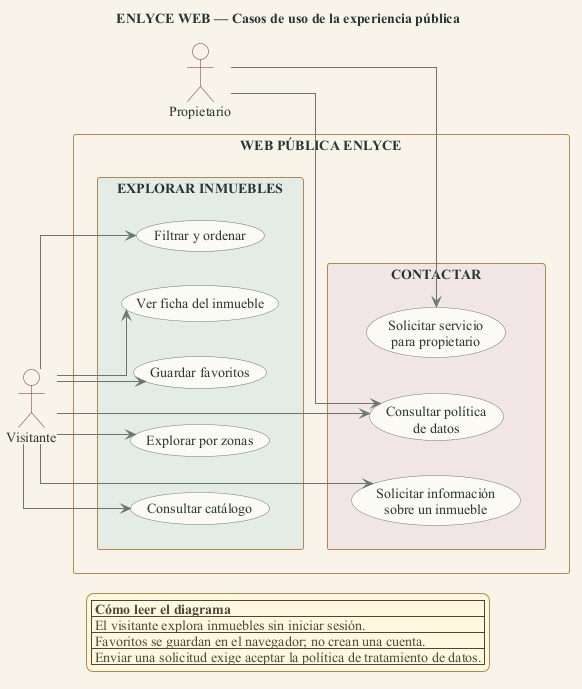 ENLYCE WEB — Casos de uso de la experiencia pública
Propietario
WEB PÚBLICA ENLYCE
EXPLORAR INMUEBLES
Filtrar y ordenar
Ver ficha del inmueble
Guardar favoritos
Explorar por zonas
Consultar catálogo
Visitante
CONTACTAR
Solicitar servicio
para propietario
Consultar política
de datos
Solicitar información
sobre un inmueble
Cómo leer el diagrama
El visitante explora inmuebles sin iniciar sesión.
Favoritos se guardan en el navegador; no crean una cuenta.
Enviar una solicitud exige aceptar la política de tratamiento de datos.